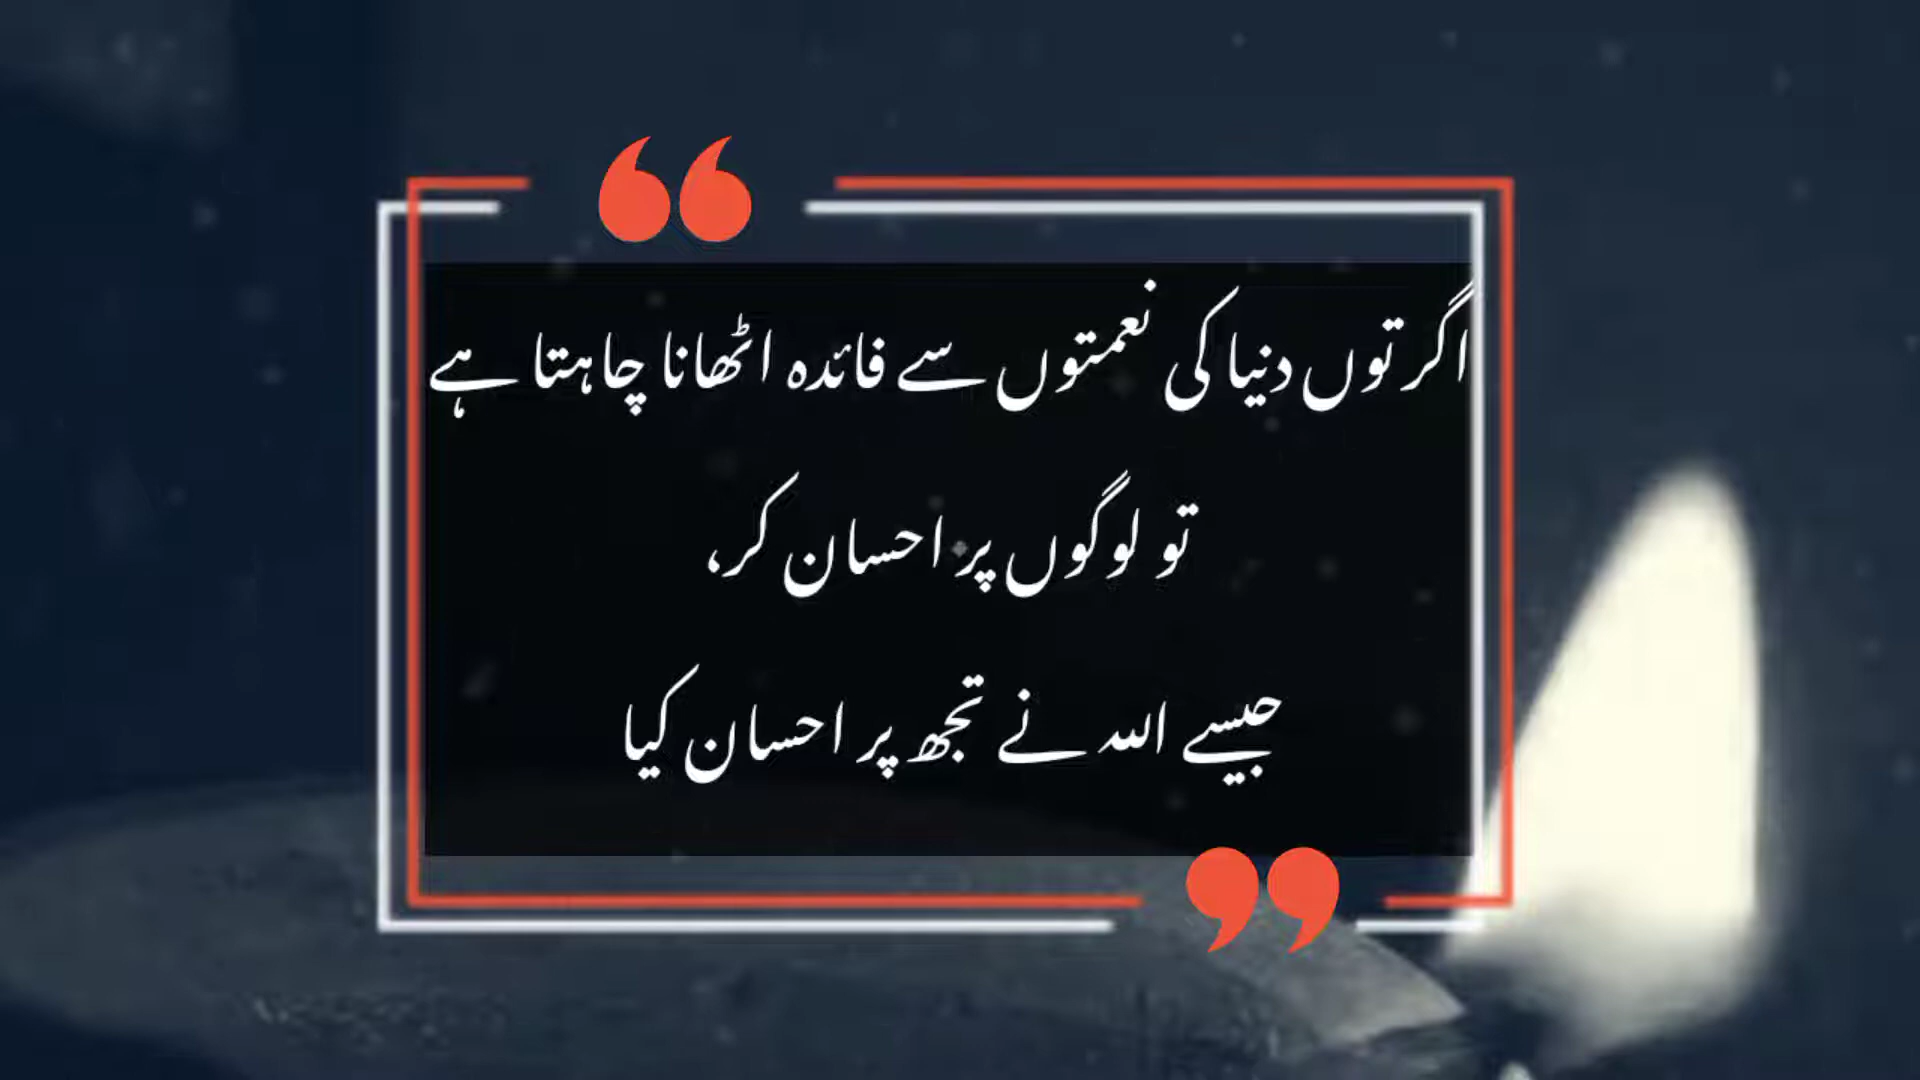 اگر توں دنیا کی نعمتوں سے فائدہ اٹھانا چاہتا ہے
تو لوگوں پر احسان کر،
جیسے اللہ نے تجھ پر احسان کیا